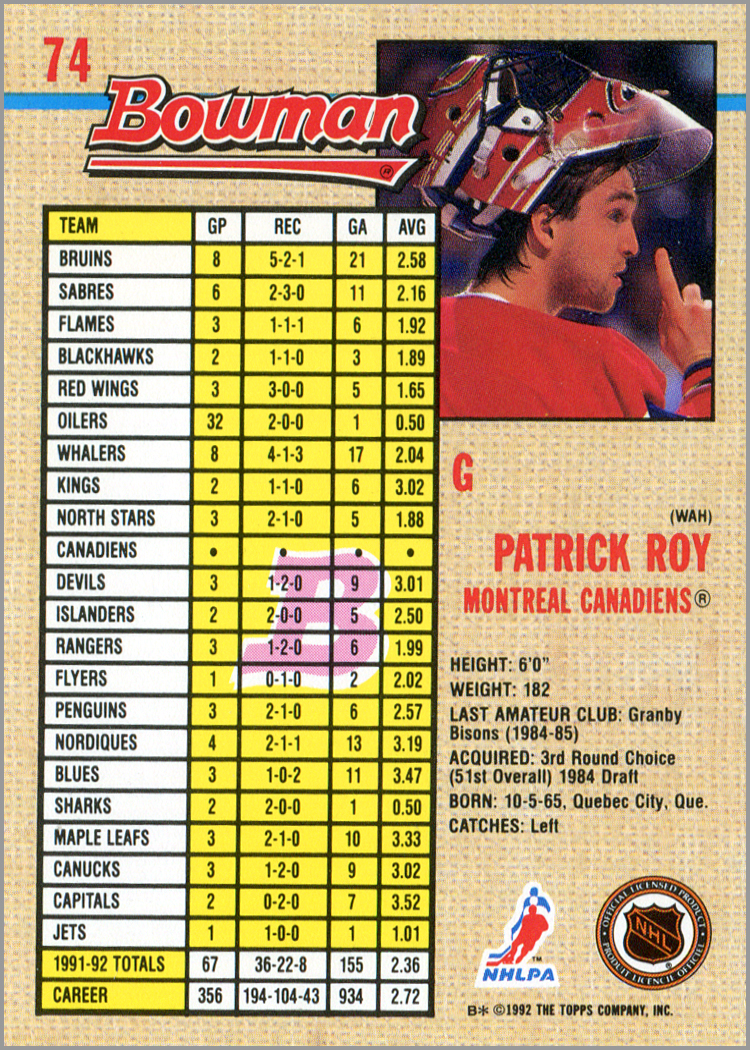 74
Bowman
®
TEAM GP REC GA AVG
BRUINS 8 5-2-1 21 2.58
SABRES 6 2-3-0 11 2.16
FLAMES 3 1-1-1 6 1.92
BLACKHAWKS 2 1-1-0 3 1.89
RED WINGS 3 3-0-0 5 1.65
OILERS 32 2-0-0 1 0.50
WHALERS 8 4-1-3 17 2.04
KINGS 2 1-1-0 6 3.02
NORTH STARS 3 2-1-0 5 1.88
CANADIENS • • • •
DEVILS 3 1-2-0 9 3.01
ISLANDERS 2 2-0-0 5 2.50
RANGERS 3 1-2-0 6 1.99
FLYERS 1 0-1-0 2 2.02
PENGUINS 3 2-1-0 6 2.57
NORDIQUES 4 2-1-1 13 3.19
BLUES 3 1-0-2 11 3.47
SHARKS 2 2-0-0 1 0.50
MAPLE LEAFS 3 2-1-0 10 3.33
CANUCKS 3 1-2-0 9 3.02
CAPITALS 2 0-2-0 7 3.52
JETS 1 1-0-0 1 1.01
1991-92 TOTALS 67 36-22-8 155 2.36
CAREER 356 194-104-43 934 2.72
B
G
(WAH)
PATRICK ROY
MONTREAL CANADIENS®
HEIGHT: 6'0"
WEIGHT: 182
LAST AMATEUR CLUB: Granby
Bisons (1984-85)
ACQUIRED: 3rd Round Choice
(51st Overall) 1984 Draft
BORN: 10-5-65, Quebec City, Que.
CATCHES: Left
NHLPA
™
OFFICIAL LICENSED PRODUCT
NHL
®
PRODUIT LICENCIÉ OFFICIEL
B* ©1992 THE TOPPS COMPANY, INC.